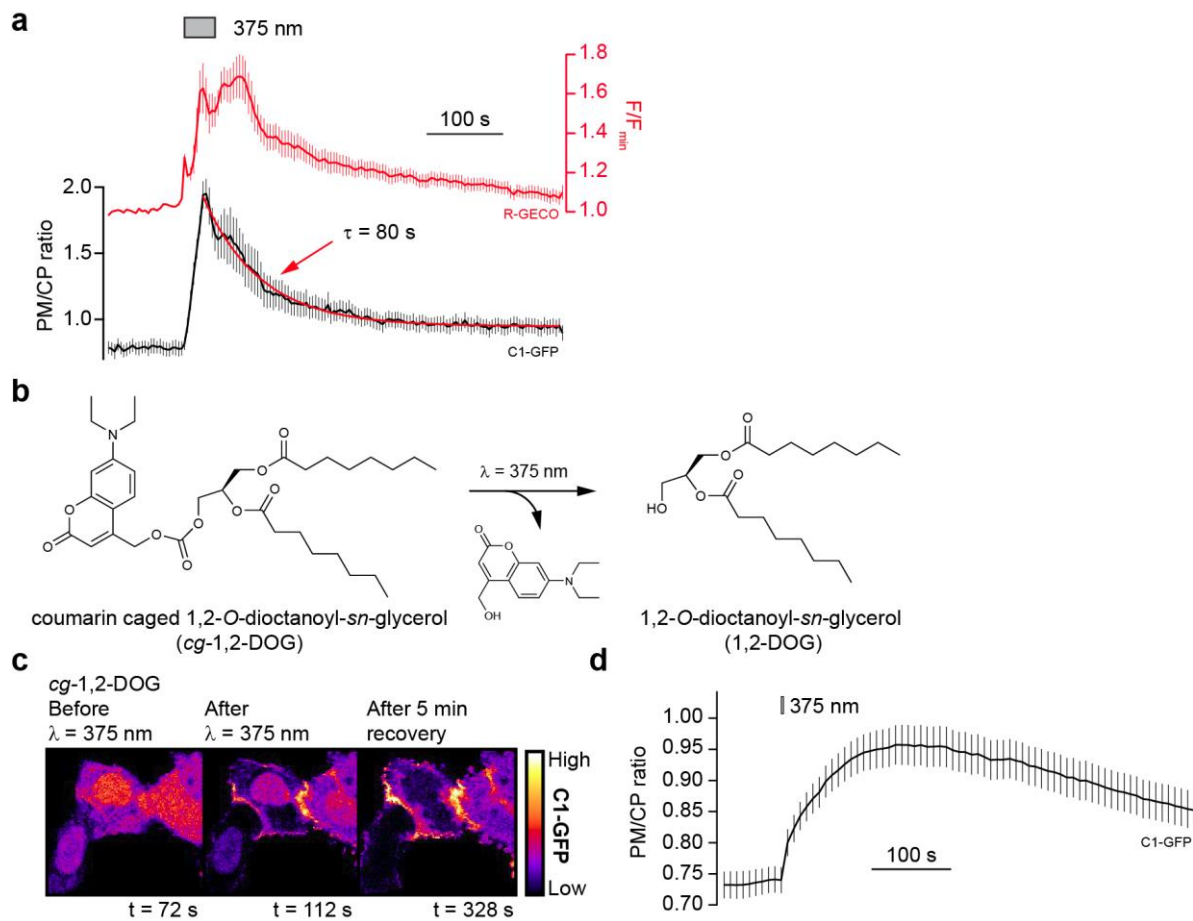 a
375 nm
1.8
1.6
1.4
1.2
1.0
F/Fmin
100 s
R-GECO
2.0
1.5
1.0
PM/CP ratio
τ = 80 s
C1-GFP
b
N
O
O
O
O
O
O
O
O
λ = 375 nm
O
O
N
OH
O
O
HO
O
O
coumarin caged 1,2-O-dioctanoyl-sn-glycerol
(cg-1,2-DOG)
1,2-O-dioctanoyl-sn-glycerol
(1,2-DOG)
c
cg-1,2-DOG
Before
λ = 375 nm
After
λ = 375 nm
After 5 min
recovery
High
C1-GFP
Low
t = 72 s
t = 112 s
t = 328 s
d
375 nm
1.00
0.95
0.90
0.85
0.80
0.75
0.70
PM/CP ratio
100 s
C1-GFP